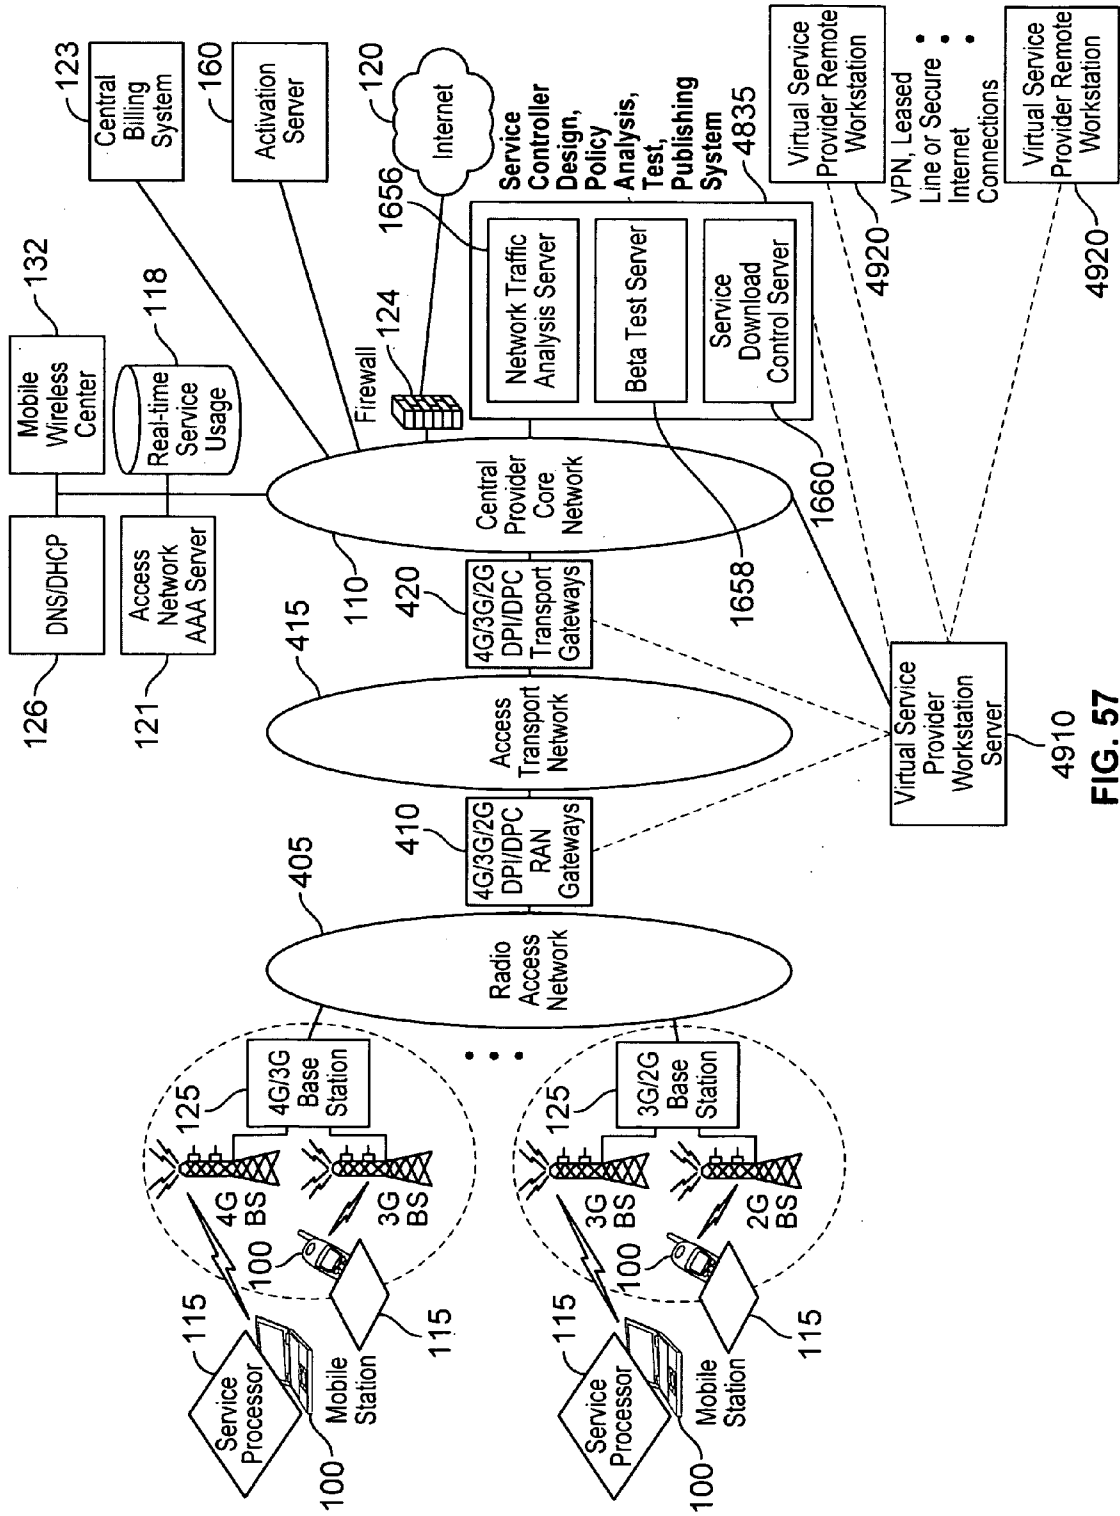 126
DNS/DHCP
Mobile
Wireless
Center
132
121
Access
Network
AAA Server
Real-time
Service
Usage
118
Central
Billing
System
123
Activation
Server
160
Internet
120
Firewall
124
Service
Controller
Design,
Policy
Analysis,
Test,
Publishing
System
4835
1656
Network Traffic
Analysis Server
Beta Test Server
1658
Service
Download
Control Server
1660
Central
Provider
Core
Network
110
420
4G/3G/2G
DPI/DPC
Transport
Gateways
415
Access
Transport
Network
410
4G/3G/2G
DPI/DPC
RAN
Gateways
405
Radio
Access
Network
125
4G/3G
Base
Station
4G
BS
3G
BS
100
115
Service
Processor
115
Mobile
Station
100
125
3G/2G
Base
Station
3G
BS
2G
BS
100
115
Service
Processor
115
Mobile
Station
100
Virtual Service
Provider
Workstation
Server
4910
Virtual Service
Provider Remote
Workstation
4920
VPN, Leased
Line or Secure
Internet
Connections
Virtual Service
Provider Remote
Workstation
4920
FIG. 57